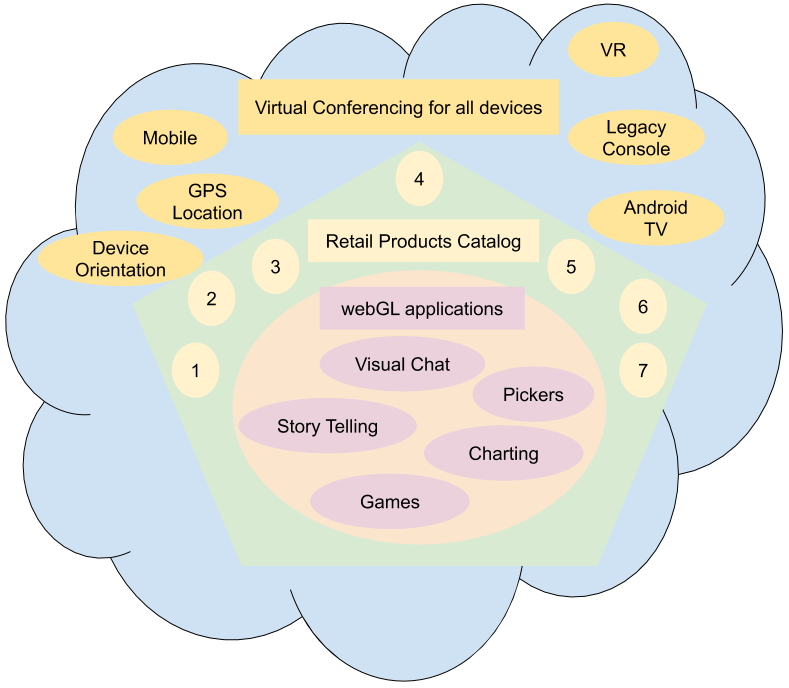 VR
Virtual Conferencing for all devices
Mobile
Legacy
Console
4
GPS
Location
Android
TV
Retail Products Catalog
Device
Orientation
3
5
2
6
webGL applications
1
Visual Chat
7
Pickers
Story Telling
Charting
Games